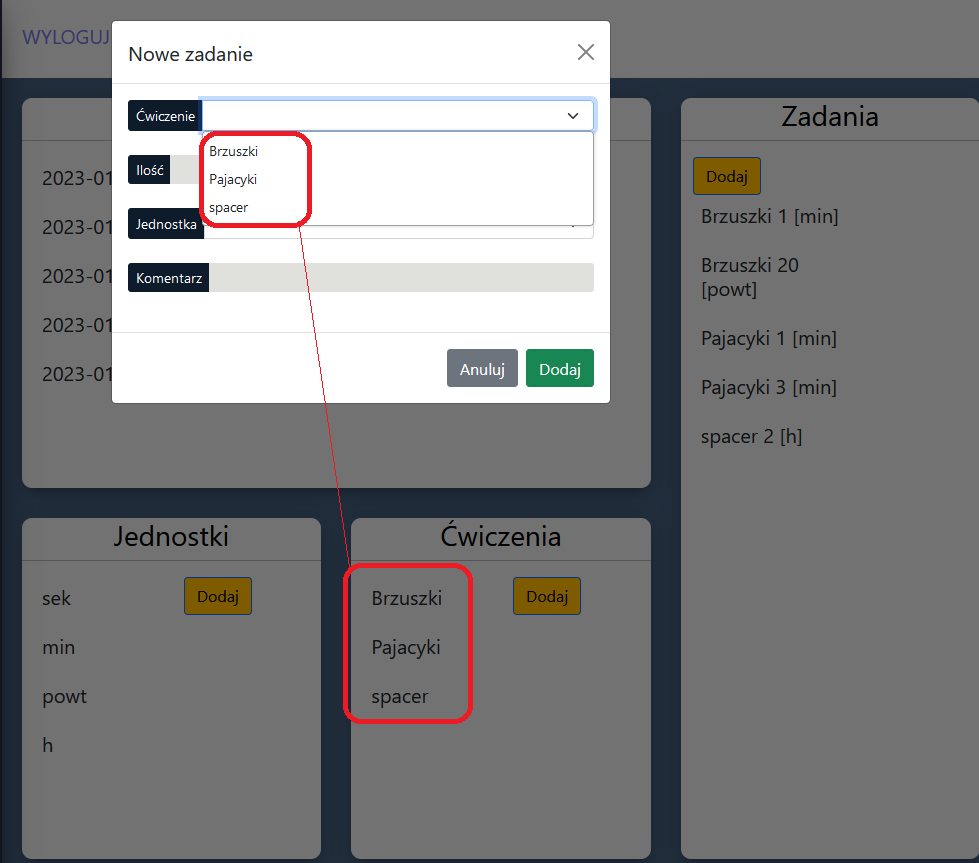 WYLOGUJ
Nowe zadanie
Ćwiczenie
Brzuszki
Pajacyki
spacer
Ilość
Jednostka
Komentarz
Anuluj
Dodaj
2023-01
2023-01
2023-01
2023-01
2023-01
Zadania
Dodaj
Brzuszki 1 [min]
Brzuszki 20
[powt]
Pajacyki 1 [min]
Pajacyki 3 [min]
spacer 2 [h]
Jednostki
Dodaj
sek
min
powt
h
Ćwiczenia
Dodaj
Brzuszki
Pajacyki
spacer